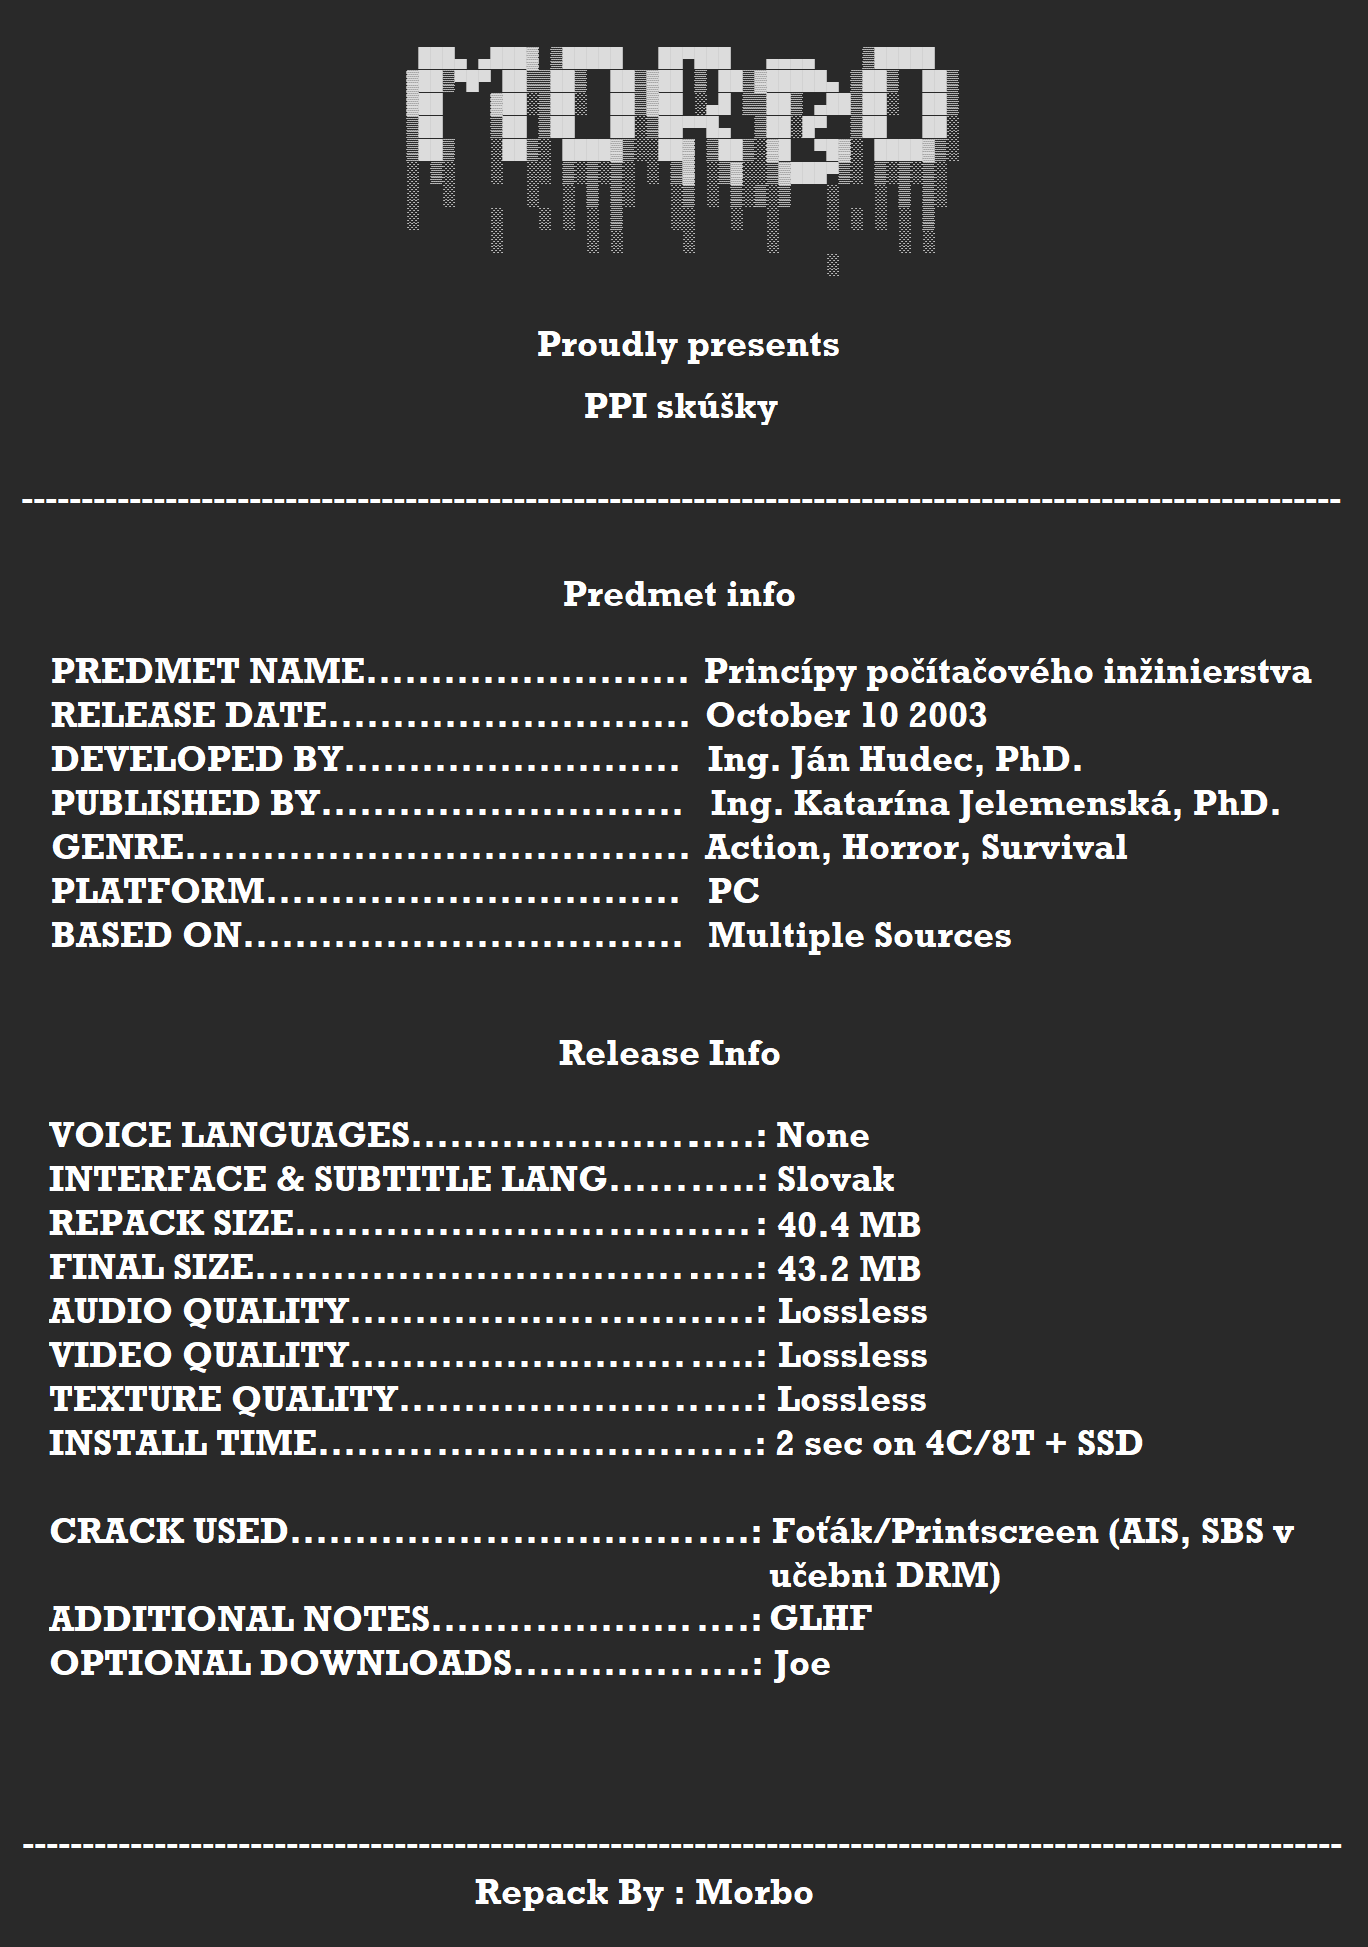 MORBO
Proudly presents
PPI skúšky
--------------------------------------------------------------------------------------------------------------
Predmet info
PREDMET NAME......................... Princípy počítačového inžinierstva
RELEASE DATE............................ October 10 2003
DEVELOPED BY.......................... Ing. Ján Hudec, PhD.
PUBLISHED BY............................ Ing. Katarína Jelemenská, PhD.
GENRE....................................... Action, Horror, Survival
PLATFORM................................ PC
BASED ON.................................. Multiple Sources
Release Info
VOICE LANGUAGES...........................: None
INTERFACE & SUBTITLE LANG...........: Slovak
REPACK SIZE...................................: 40.4 MB
FINAL SIZE.......................................: 43.2 MB
AUDIO QUALITY...............................: Lossless
VIDEO QUALITY...............................: Lossless
TEXTURE QUALITY...........................: Lossless
INSTALL TIME..................................: 2 sec on 4C/8T + SSD
CRACK USED...................................: Foťák/Printscreen (AIS, SBS v
učebni DRM)
ADDITIONAL NOTES........................: GLHF
OPTIONAL DOWNLOADS..................: Joe
--------------------------------------------------------------------------------------------------------------
Repack By : Morbo